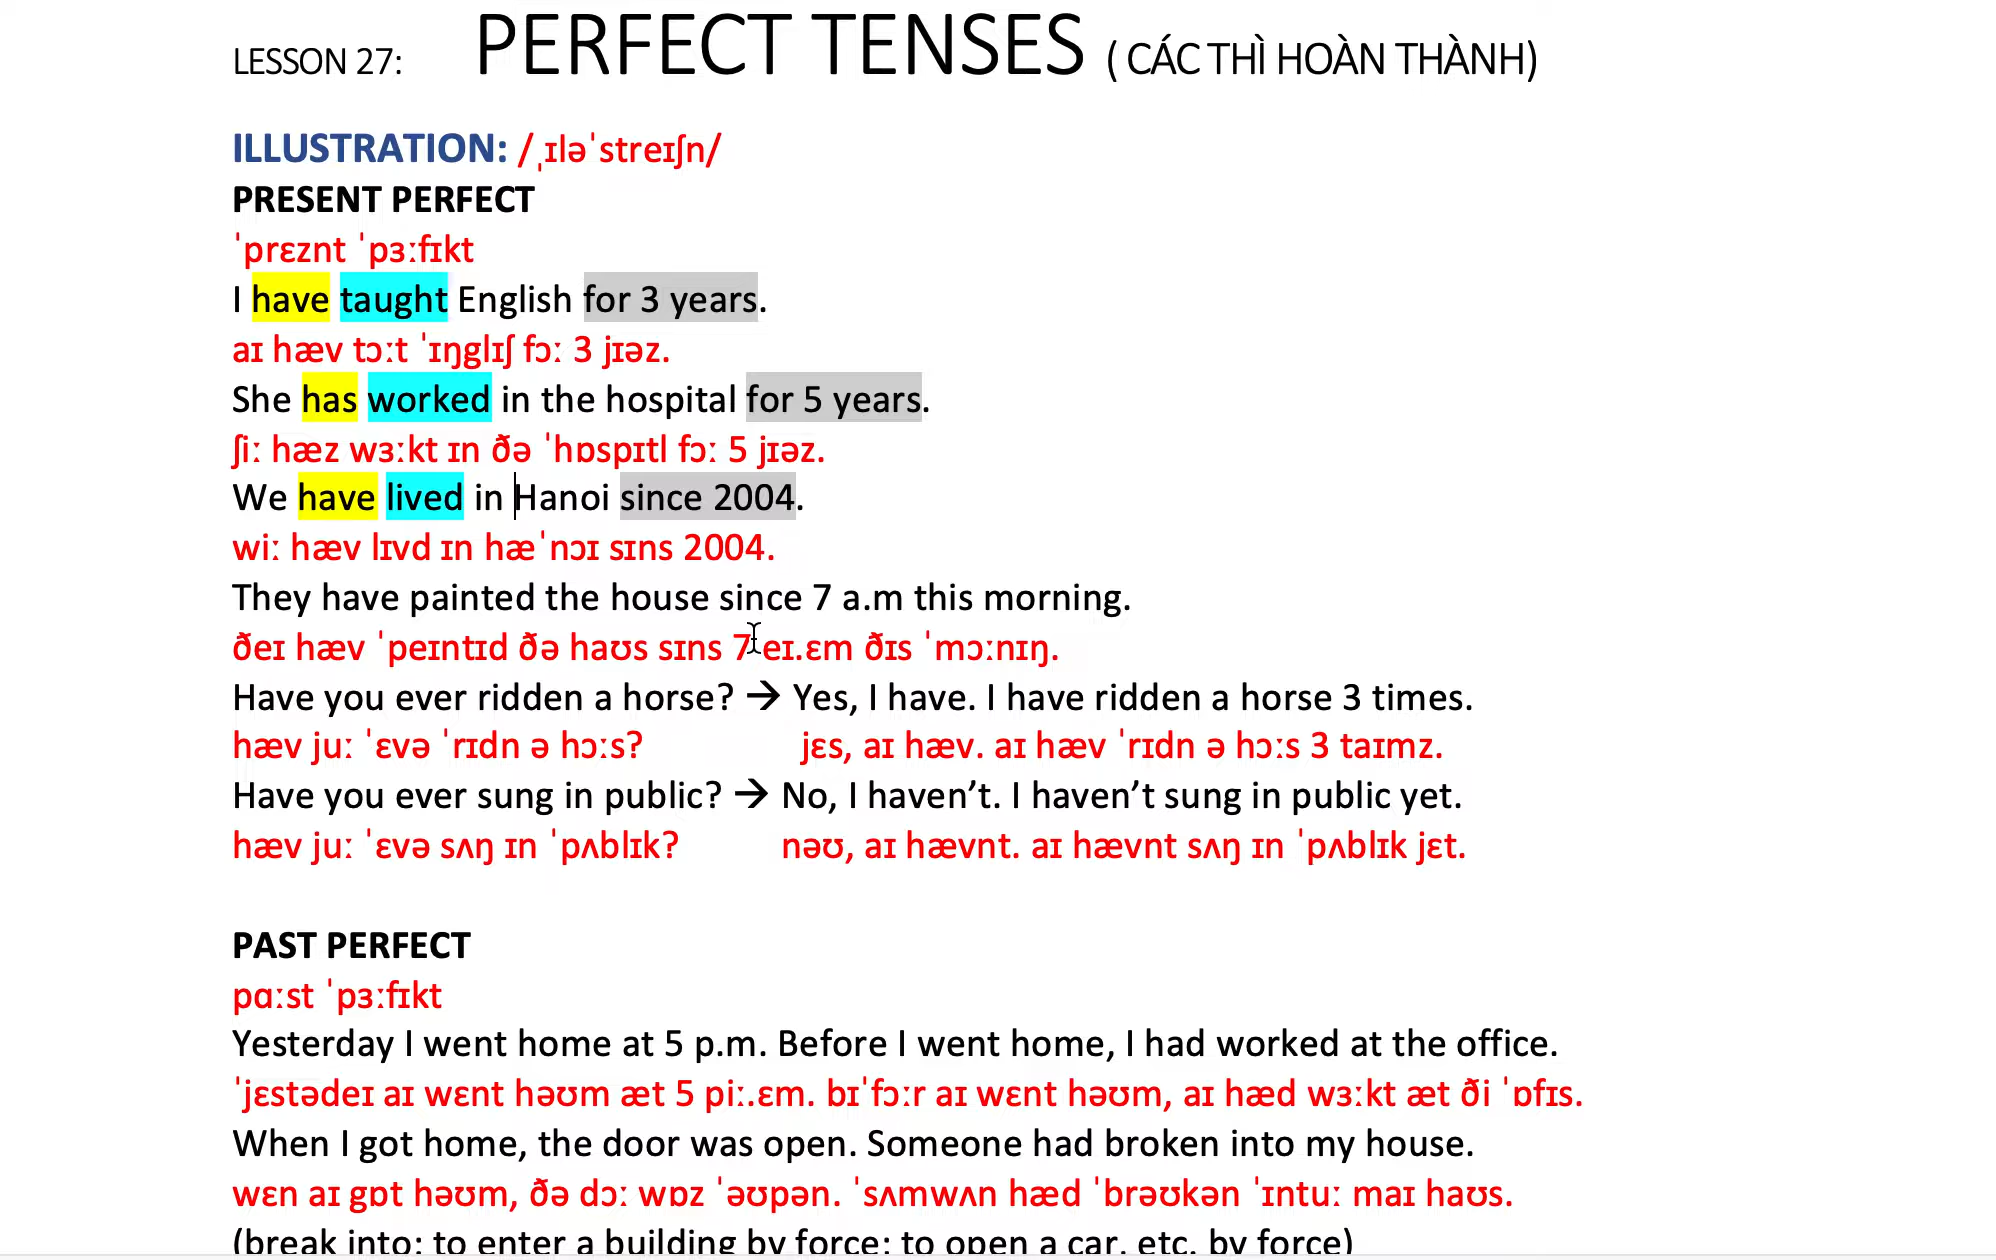 LESSON 27: PERFECT TENSES ( CÁC THÌ HOÀN THÀNH)
ILLUSTRATION: /ˌɪləˈstreɪʃn/
PRESENT PERFECT
ˈprɛznt ˈpɜːfɪkt
I have taught English for 3 years.
aɪ hæv tɔːt ˈɪŋglɪʃ fɔː 3 jɪəz.
She has worked in the hospital for 5 years.
ʃiː hæz wɜːkt ɪn ðə ˈhɒspɪtl fɔː 5 jɪəz.
We have lived in Hanoi since 2004.
wiː hæv lɪvd ɪn hæˈnɔɪ sɪns 2004.
They have painted the house since 7 a.m this morning.
ðeɪ hæv ˈpeɪntɪd ðə haʊs sɪns 7 eɪ.ɛm ðɪs ˈmɔːnɪŋ.
Have you ever ridden a horse? → Yes, I have. I have ridden a horse 3 times.
hæv juː ˈɛvə ˈrɪdn ə hɔːs? jɛs, aɪ hæv. aɪ hæv ˈrɪdn ə hɔːs 3 taɪmz.
Have you ever sung in public? → No, I haven’t. I haven’t sung in public yet.
hæv juː ˈɛvə sʌŋ ɪn ˈpʌblɪk? nəʊ, aɪ hævnt. aɪ hævnt sʌŋ ɪn ˈpʌblɪk jɛt.
PAST PERFECT
pɑːst ˈpɜːfɪkt
Yesterday I went home at 5 p.m. Before I went home, I had worked at the office.
ˈjɛstədeɪ aɪ wɛnt həʊm æt 5 piː.ɛm. bɪˈfɔːr aɪ wɛnt həʊm, aɪ hæd wɜːkt æt ði ˈɒfɪs.
When I got home, the door was open. Someone had broken into my house.
wɛn aɪ gɒt həʊm, ðə dɔː wɒz ˈəʊpən. ˈsʌmwʌn hæd ˈbrəʊkən ˈɪntuː maɪ haʊs.
(break into: to enter a building by force; to open a car, etc. by force)